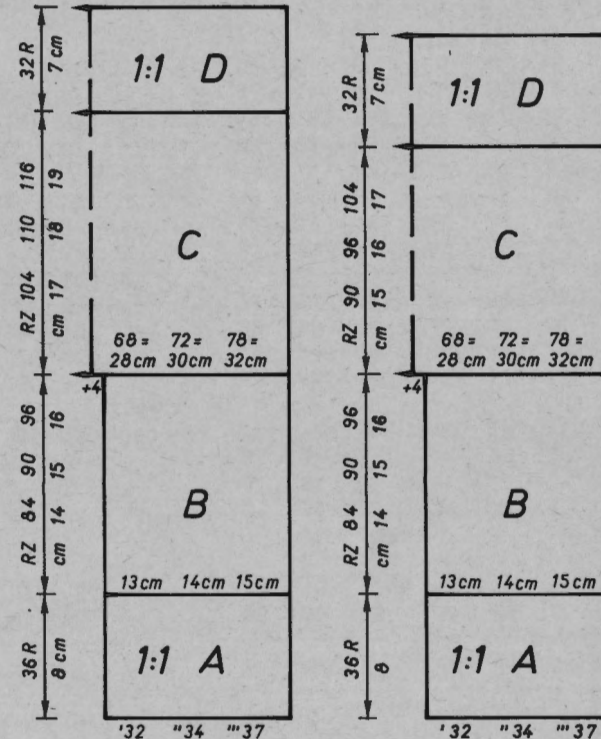 32 R
7 cm
1:1 D
RZ 104 110 116
cm 17 18 19
C
68 = 72 = 78 =
28 cm 30 cm 32 cm
+4
RZ 84 90 96
cm 14 15 16
B
13 cm 14 cm 15 cm
36 R
8 cm
1:1 A
'32 "34 "'37
32 R
7 cm
1:1 D
RZ 90 96 104
cm 15 16 17
C
68 = 72 = 78 =
28 cm 30 cm 32 cm
+4
RZ 84 90 96
cm 14 15 16
B
13 cm 14 cm 15 cm
36 R
8
1:1 A
'32 "34 "'37